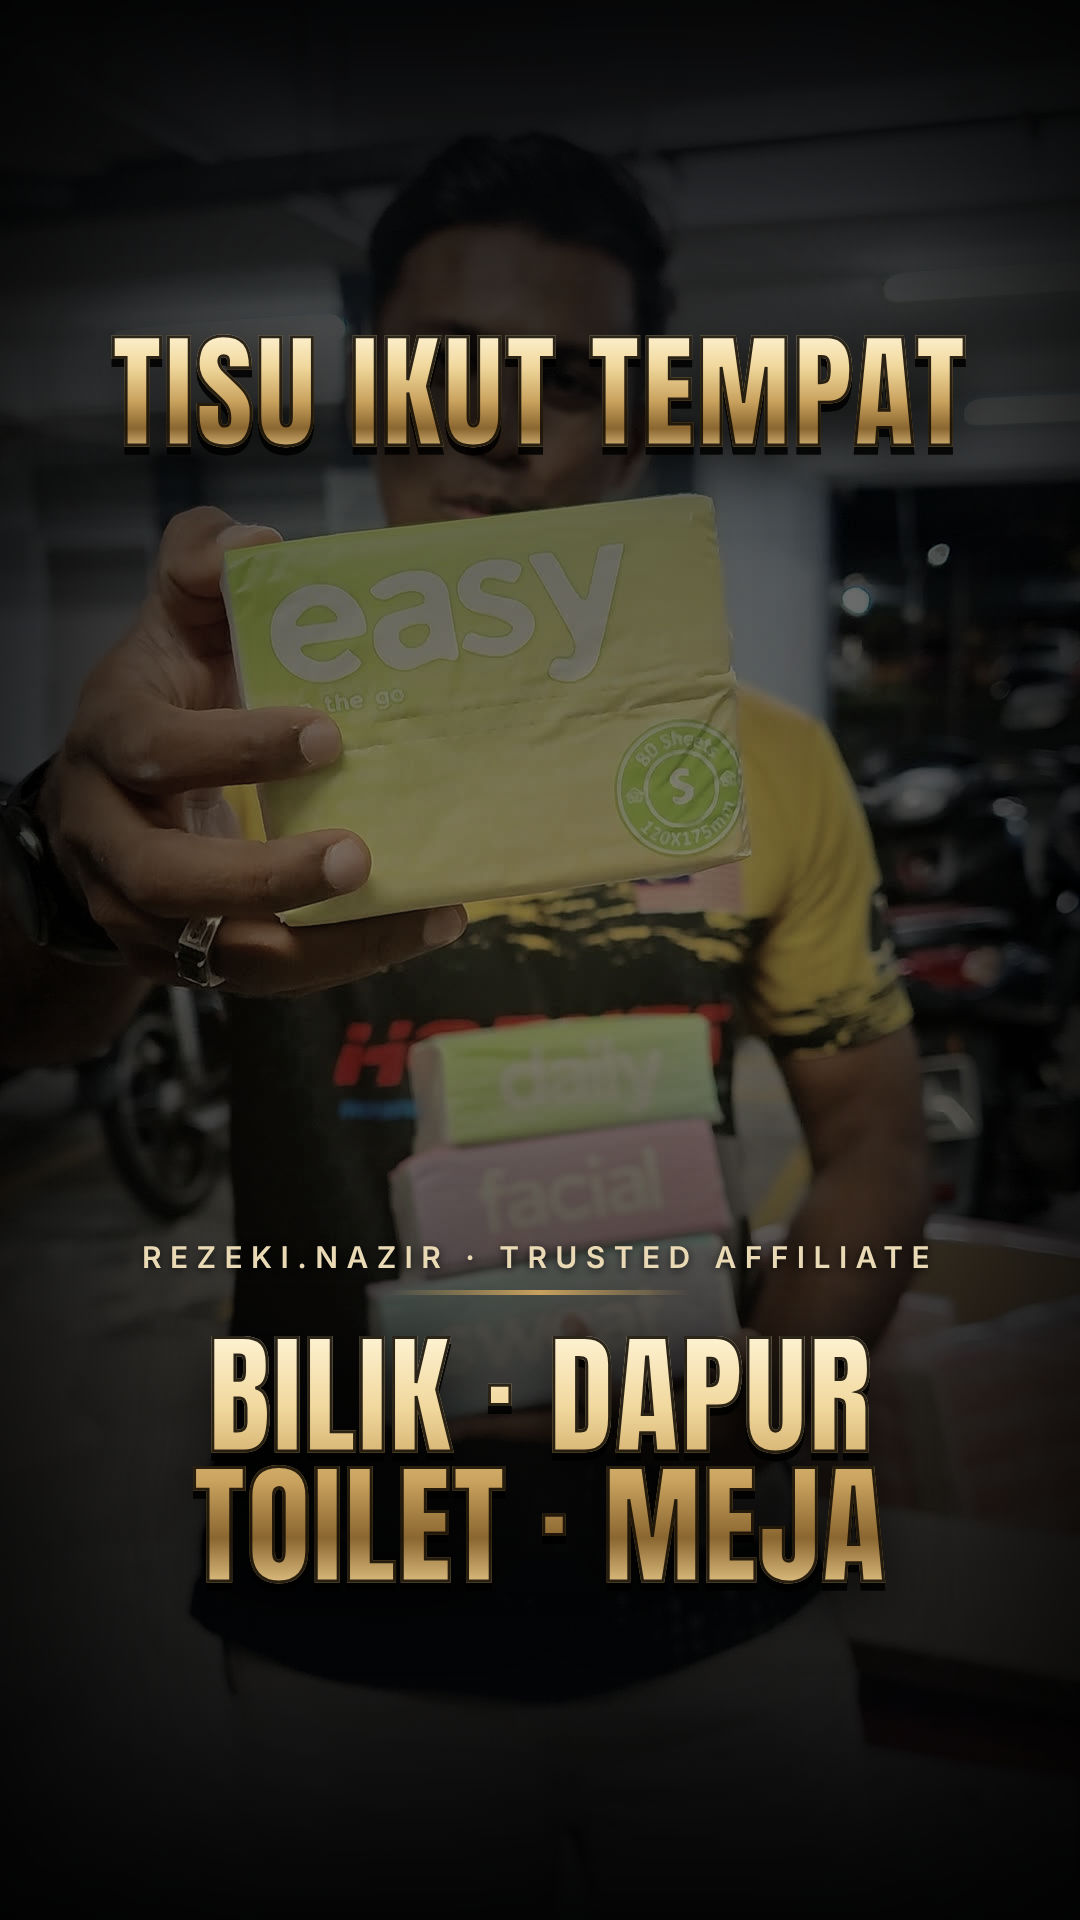 TISU IKUT TEMPAT
easy
the go
80 Sheets
S
120X175mm
daily
facial
REZEKI.NAZIR · TRUSTED AFFILIATE
BILIK · DAPUR
TOILET · MEJA